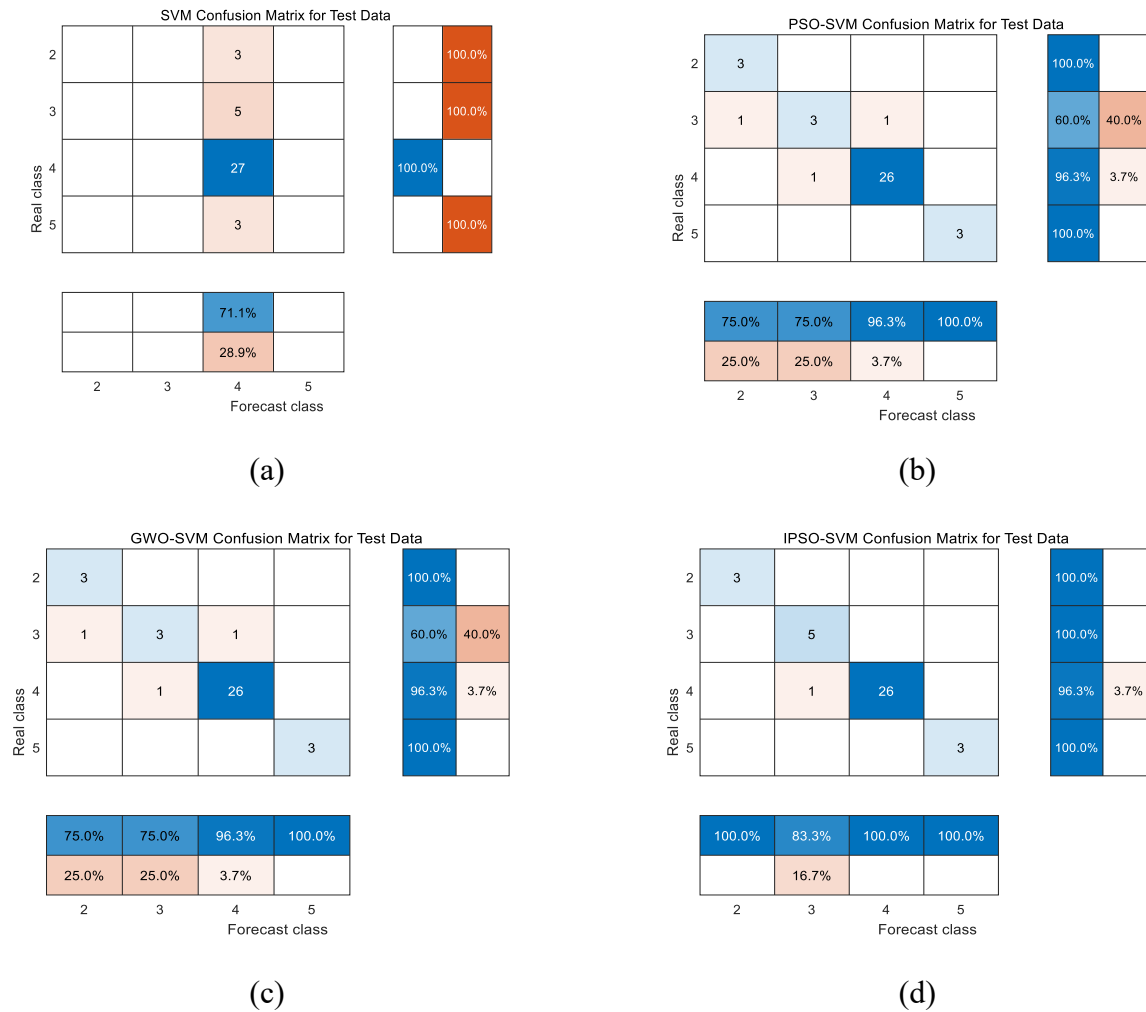 SVM Confusion Matrix for Test Data
2
3
100.0%
3
5
100.0%
4
27
100.0%
5
3
100.0%
Real class
71.1%
28.9%
2 3 4 5
Forecast class
(a)
PSO-SVM Confusion Matrix for Test Data
2
3
100.0%
3
1 3 1
60.0% 40.0%
4
1 26
96.3% 3.7%
5
3
100.0%
Real class
75.0% 75.0% 96.3% 100.0%
25.0% 25.0% 3.7%
2 3 4 5
Forecast class
(b)
GWO-SVM Confusion Matrix for Test Data
2
3
100.0%
3
1 3 1
60.0% 40.0%
4
1 26
96.3% 3.7%
5
3
100.0%
Real class
75.0% 75.0% 96.3% 100.0%
25.0% 25.0% 3.7%
2 3 4 5
Forecast class
(c)
IPSO-SVM Confusion Matrix for Test Data
2
3
100.0%
3
5
100.0%
4
1 26
96.3% 3.7%
5
3
100.0%
Real class
100.0% 83.3% 100.0% 100.0%
16.7%
2 3 4 5
Forecast class
(d)